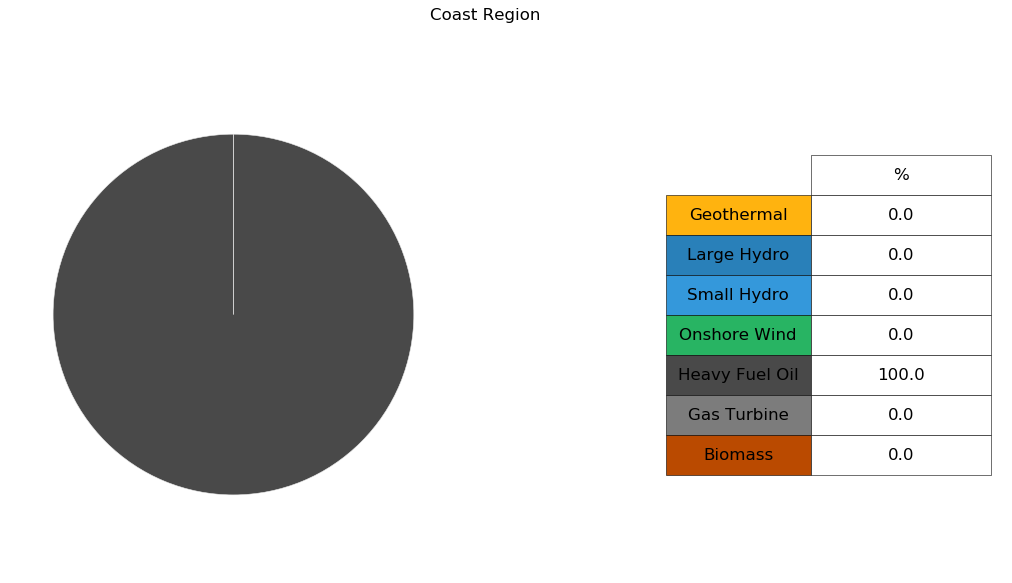 Coast Region
%
Geothermal 0.0
Large Hydro 0.0
Small Hydro 0.0
Onshore Wind 0.0
Heavy Fuel Oil 100.0
Gas Turbine 0.0
Biomass 0.0